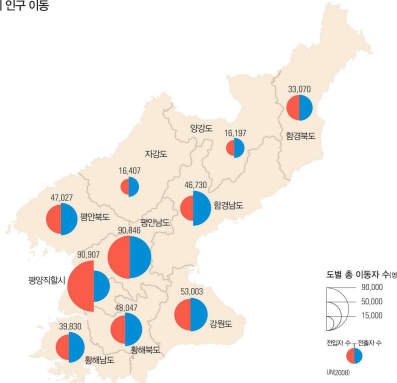 인구 이동
33,070
함경북도
양강도
16,197
자강도
16,407
47,027
평안북도
46,730
함경남도
평안남도
90,846
90,907
평양직할시
53,003
강원도
48,047
황해북도
39,830
황해남도
도별 총 이동자 수(명
90,000
50,000
15,000
전입자 수 전출자 수
UN(2008)